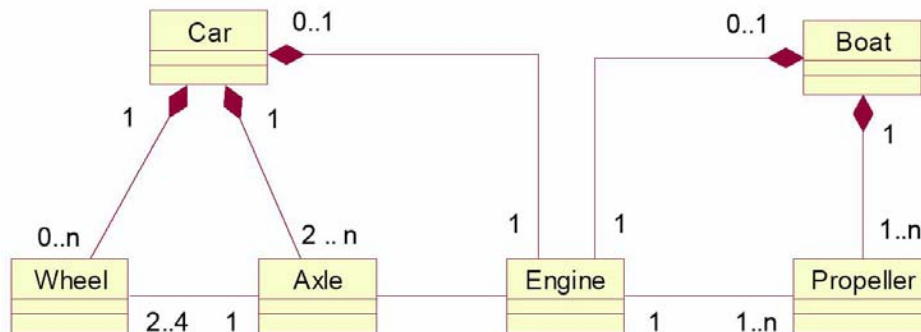 Car
0..1
0..1
Boat
1
1
1
0..n
2 .. n
1
1
1..n
Wheel
Axle
Engine
Propeller
2..4
1
1
1..n